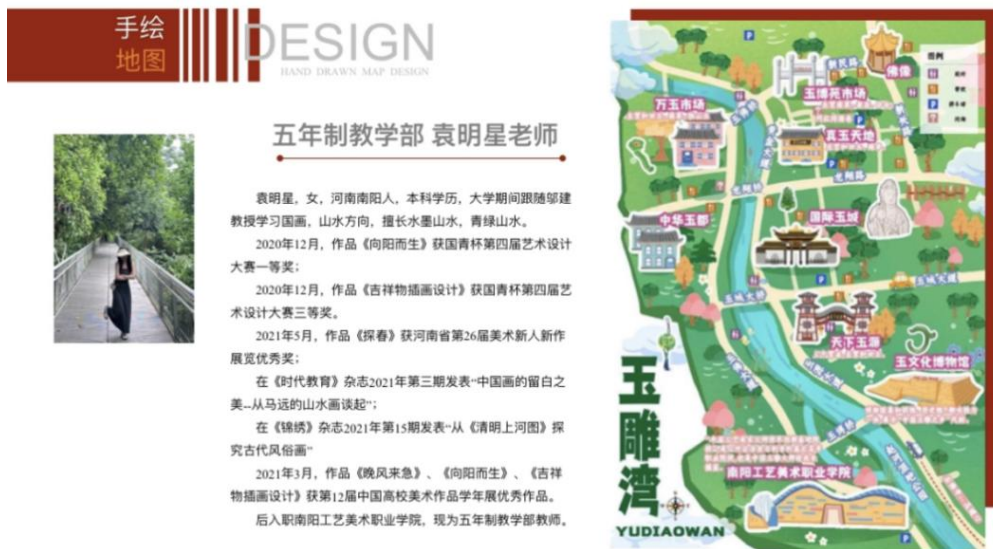 手绘
地图
DESIGN
HAND DRAWN MAP DESIGN
五年制教学部 袁明星老师
袁明星，女，河南南阳人，本科学历，大学期间跟随邬建
教授学习国画，山水方向，擅长水墨山水，青绿山水。
2020年12月，作品《向阳而生》获国青杯第四届艺术设计
大赛一等奖；
2020年12月，作品《吉祥物插画设计》获国青杯第四届艺
术设计大赛三等奖。
2021年5月，作品《探春》获河南省第26届美术新人新作
展览优秀奖；
在《时代教育》杂志2021年第三期发表“中国画的留白之
美--从马远的山水画谈起”；
在《锦绣》杂志2021年第15期发表“从《清明上河图》探
究古代风俗画”
2021年3月，作品《晚风来急》、《向阳而生》、《吉祥
物插画设计》获第12届中国高校美术作品学年展优秀作品。
后入职南阳工艺美术职业学院，现为五年制教学部教师。
图例
佛像
玉博苑市场
万玉市场
真玉天地
北翔路
中华玉都
国际玉城
玉城大桥
天下玉源
玉文化博物馆
南阳工艺美术职业学院
玉雕湾
YUDIAOWAN